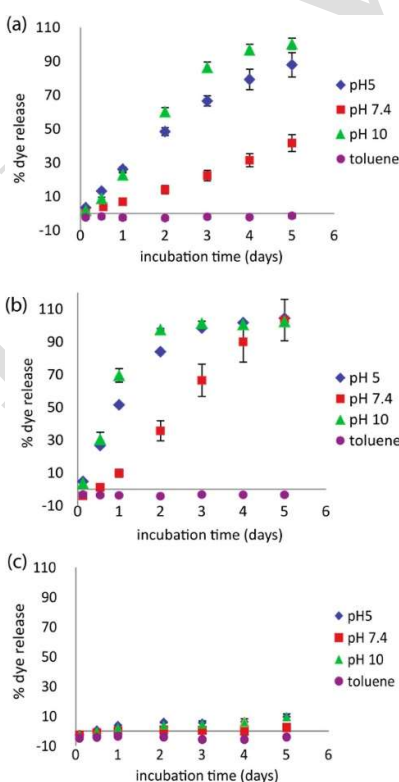 (a)
110
90
70
50
30
10
-10
% dye release
0 1 2 3 4 5 6
incubation time (days)
pH5
pH 7.4
pH 10
toluene
(b)
110
90
70
50
30
10
-10
% dye release
0 1 2 3 4 5 6
incubation time (days)
pH 5
pH 7.4
pH 10
toluene
(c)
110
90
70
50
30
10
-10
% dye release
0 1 2 3 4 5 6
incubation time (days)
pH5
pH 7.4
pH 10
toluene